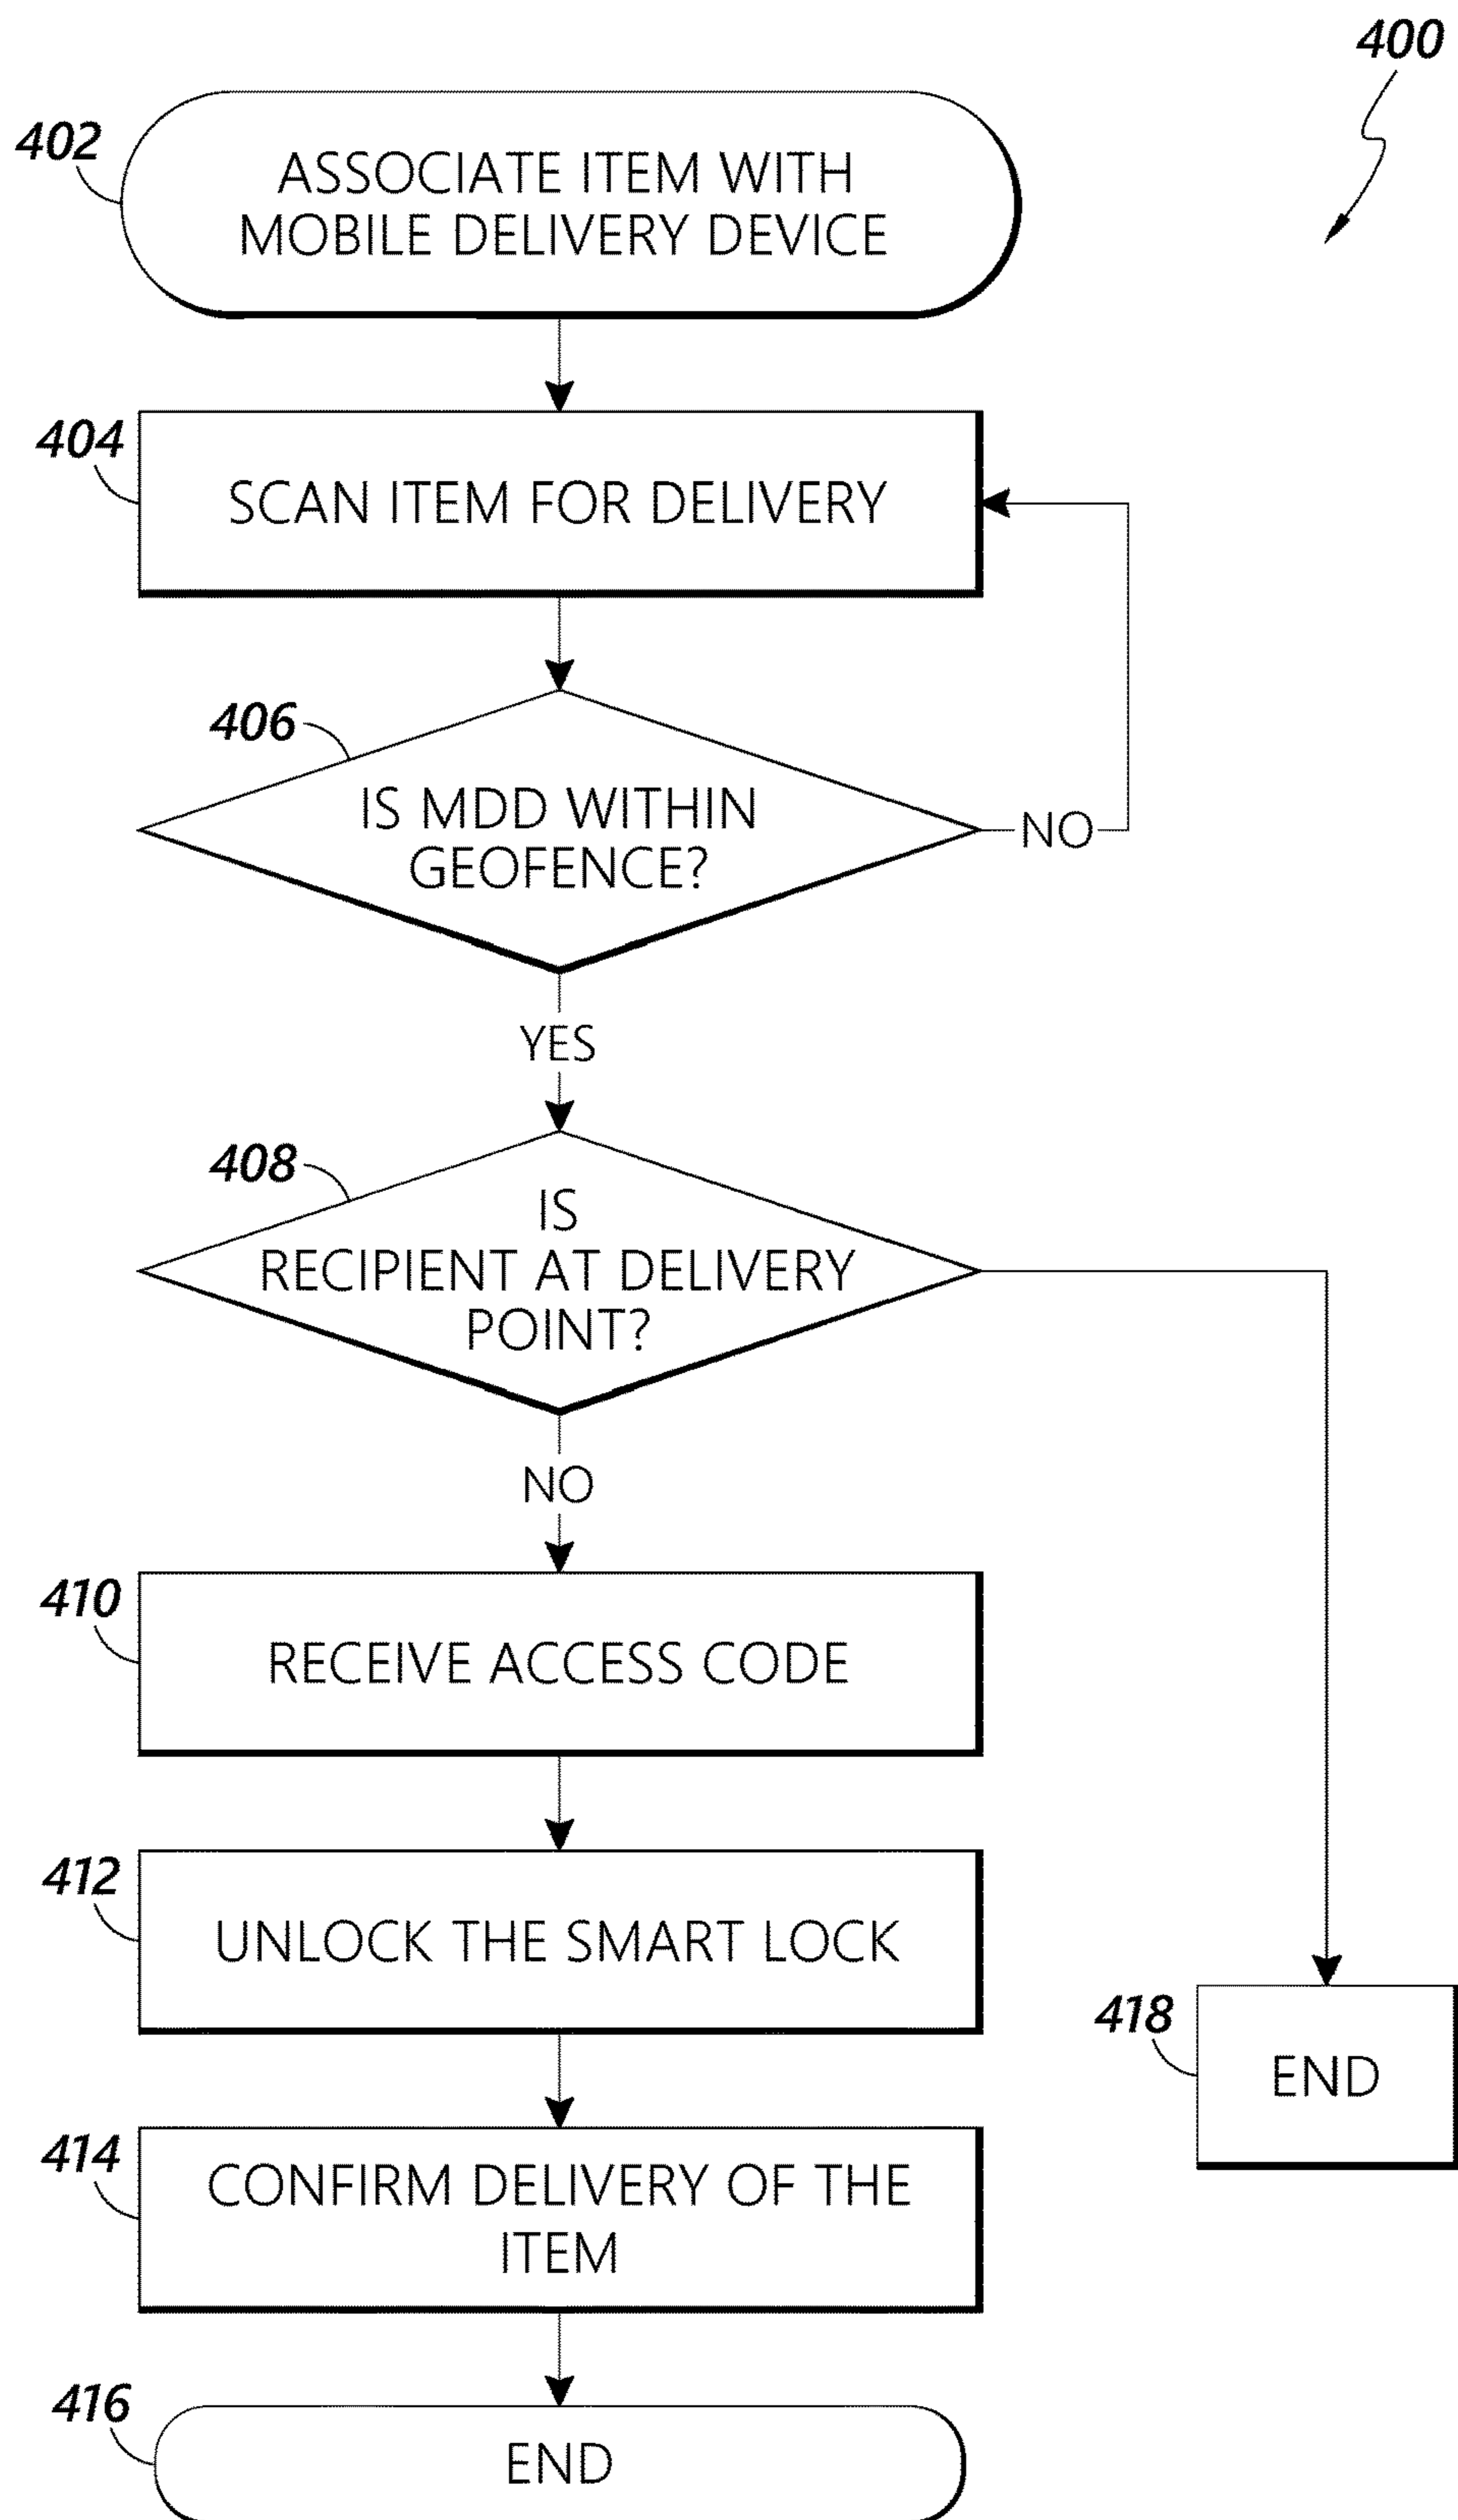 400
402
ASSOCIATE ITEM WITH
MOBILE DELIVERY DEVICE
404
SCAN ITEM FOR DELIVERY
406
IS MDD WITHIN
GEOFENCE?
NO
YES
408
IS
RECIPIENT AT DELIVERY
POINT?
NO
410
RECEIVE ACCESS CODE
412
UNLOCK THE SMART LOCK
418
END
414
CONFIRM DELIVERY OF THE
ITEM
416
END